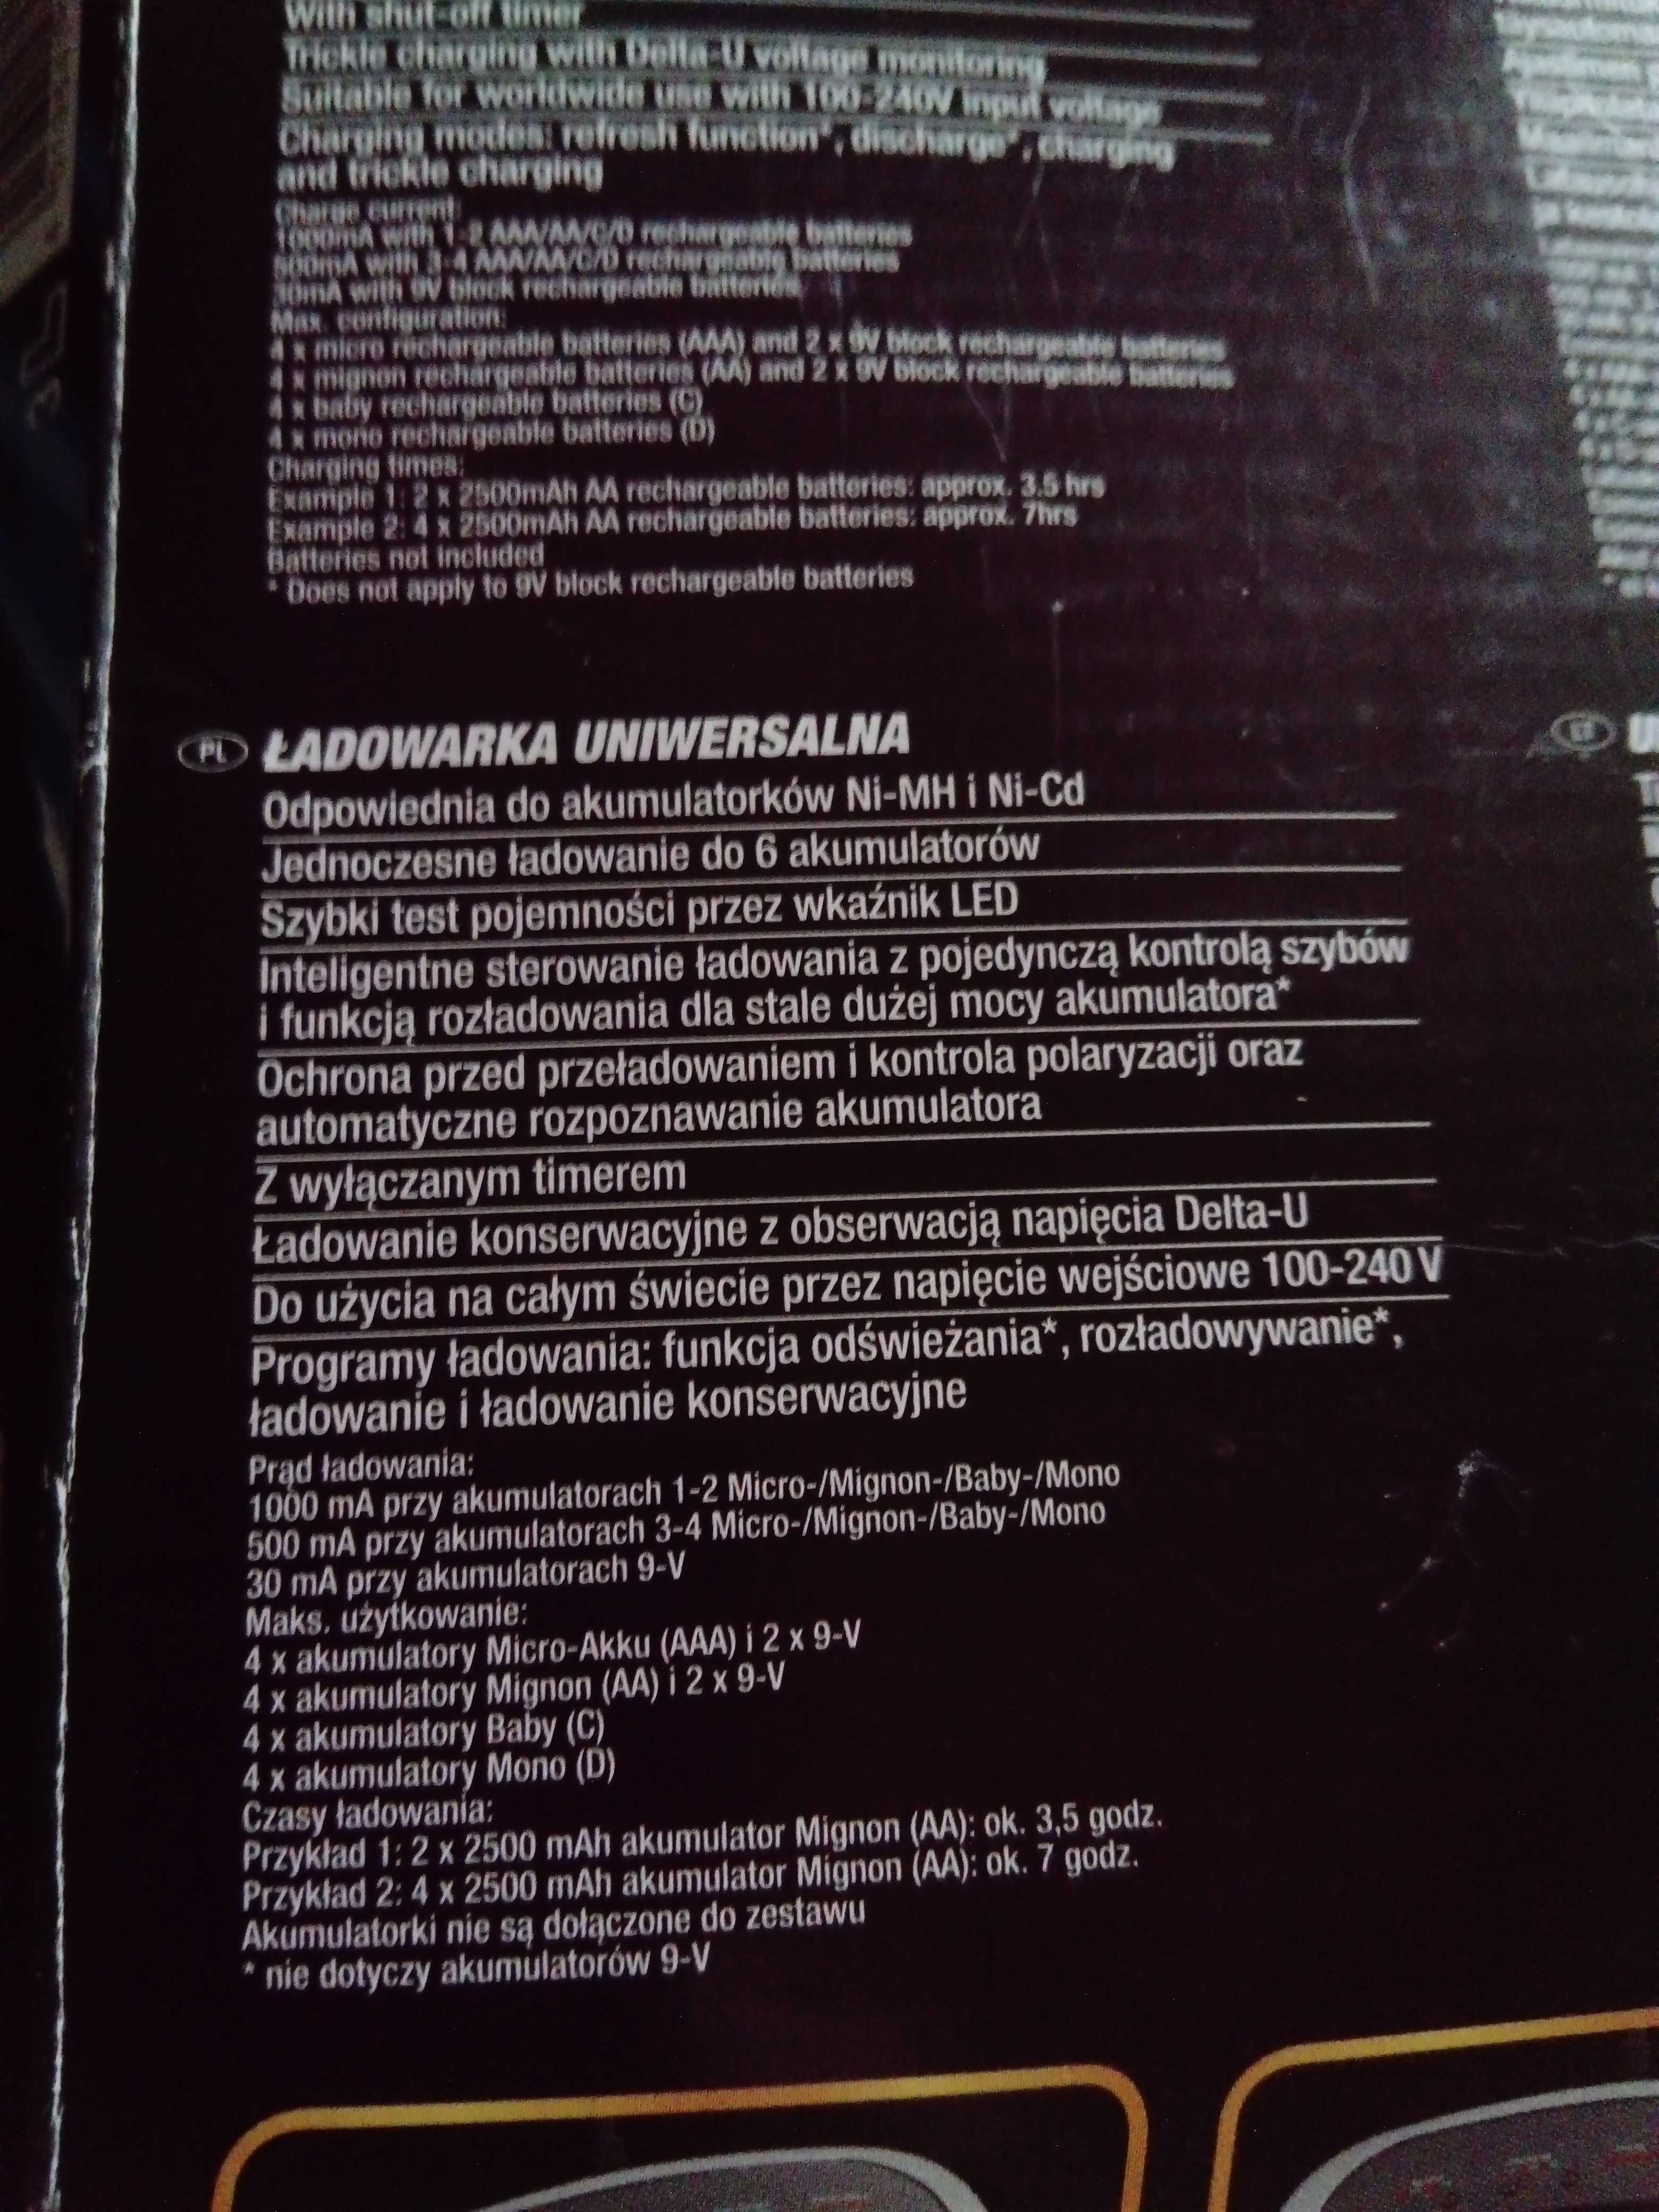 With shut-off timer
Trickle charging with Delta-U voltage monitoring
Suitable for worldwide use with 100-240V input voltage
Charging modes: refresh function*, discharge*, charging
and trickle charging
Charge current:
1000mA with 1-2 AAA/AA/C/D rechargeable batteries
500mA with 3-4 AAA/AA/C/D rechargeable batteries
30mA with 9V block rechargeable batteries
Max. configuration:
4 x micro rechargeable batteries (AAA) and 2 x 9V block rechargeable batteries
4 x mignon rechargeable batteries (AA) and 2 x 9V block rechargeable batteries
4 x baby rechargeable batteries (C)
4 x mono rechargeable batteries (D)
Charging times:
Example 1: 2 x 2500mAh AA rechargeable batteries: approx. 3.5 hrs
Example 2: 4 x 2500mAh AA rechargeable batteries: approx. 7hrs
Batteries not included
* Does not apply to 9V block rechargeable batteries
PL ŁADOWARKA UNIWERSALNA
Odpowiednia do akumulatorków Ni-MH i Ni-Cd
Jednoczesne ładowanie do 6 akumulatorów
Szybki test pojemności przez wkaźnik LED
Inteligentne sterowanie ładowania z pojedynczą kontrolą szybów
i funkcją rozładowania dla stale dużej mocy akumulatora*
Ochrona przed przeładowaniem i kontrola polaryzacji oraz
automatyczne rozpoznawanie akumulatora
Z wyłączanym timerem
Ładowanie konserwacyjne z obserwacją napięcia Delta-U
Do użycia na całym świecie przez napięcie wejściowe 100-240 V
Programy ładowania: funkcja odświeżania*, rozładowywanie*,
ładowanie i ładowanie konserwacyjne
Prąd ładowania:
1000 mA przy akumulatorach 1-2 Micro-/Mignon-/Baby-/Mono
500 mA przy akumulatorach 3-4 Micro-/Mignon-/Baby-/Mono
30 mA przy akumulatorach 9-V
Maks. użytkowanie:
4 x akumulatory Micro-Akku (AAA) i 2 x 9-V
4 x akumulatory Mignon (AA) i 2 x 9-V
4 x akumulatory Baby (C)
4 x akumulatory Mono (D)
Czasy ładowania:
Przykład 1: 2 x 2500 mAh akumulator Mignon (AA): ok. 3,5 godz.
Przykład 2: 4 x 2500 mAh akumulator Mignon (AA): ok. 7 godz.
Akumulatorki nie są dołączone do zestawu
* nie dotyczy akumulatorów 9-V